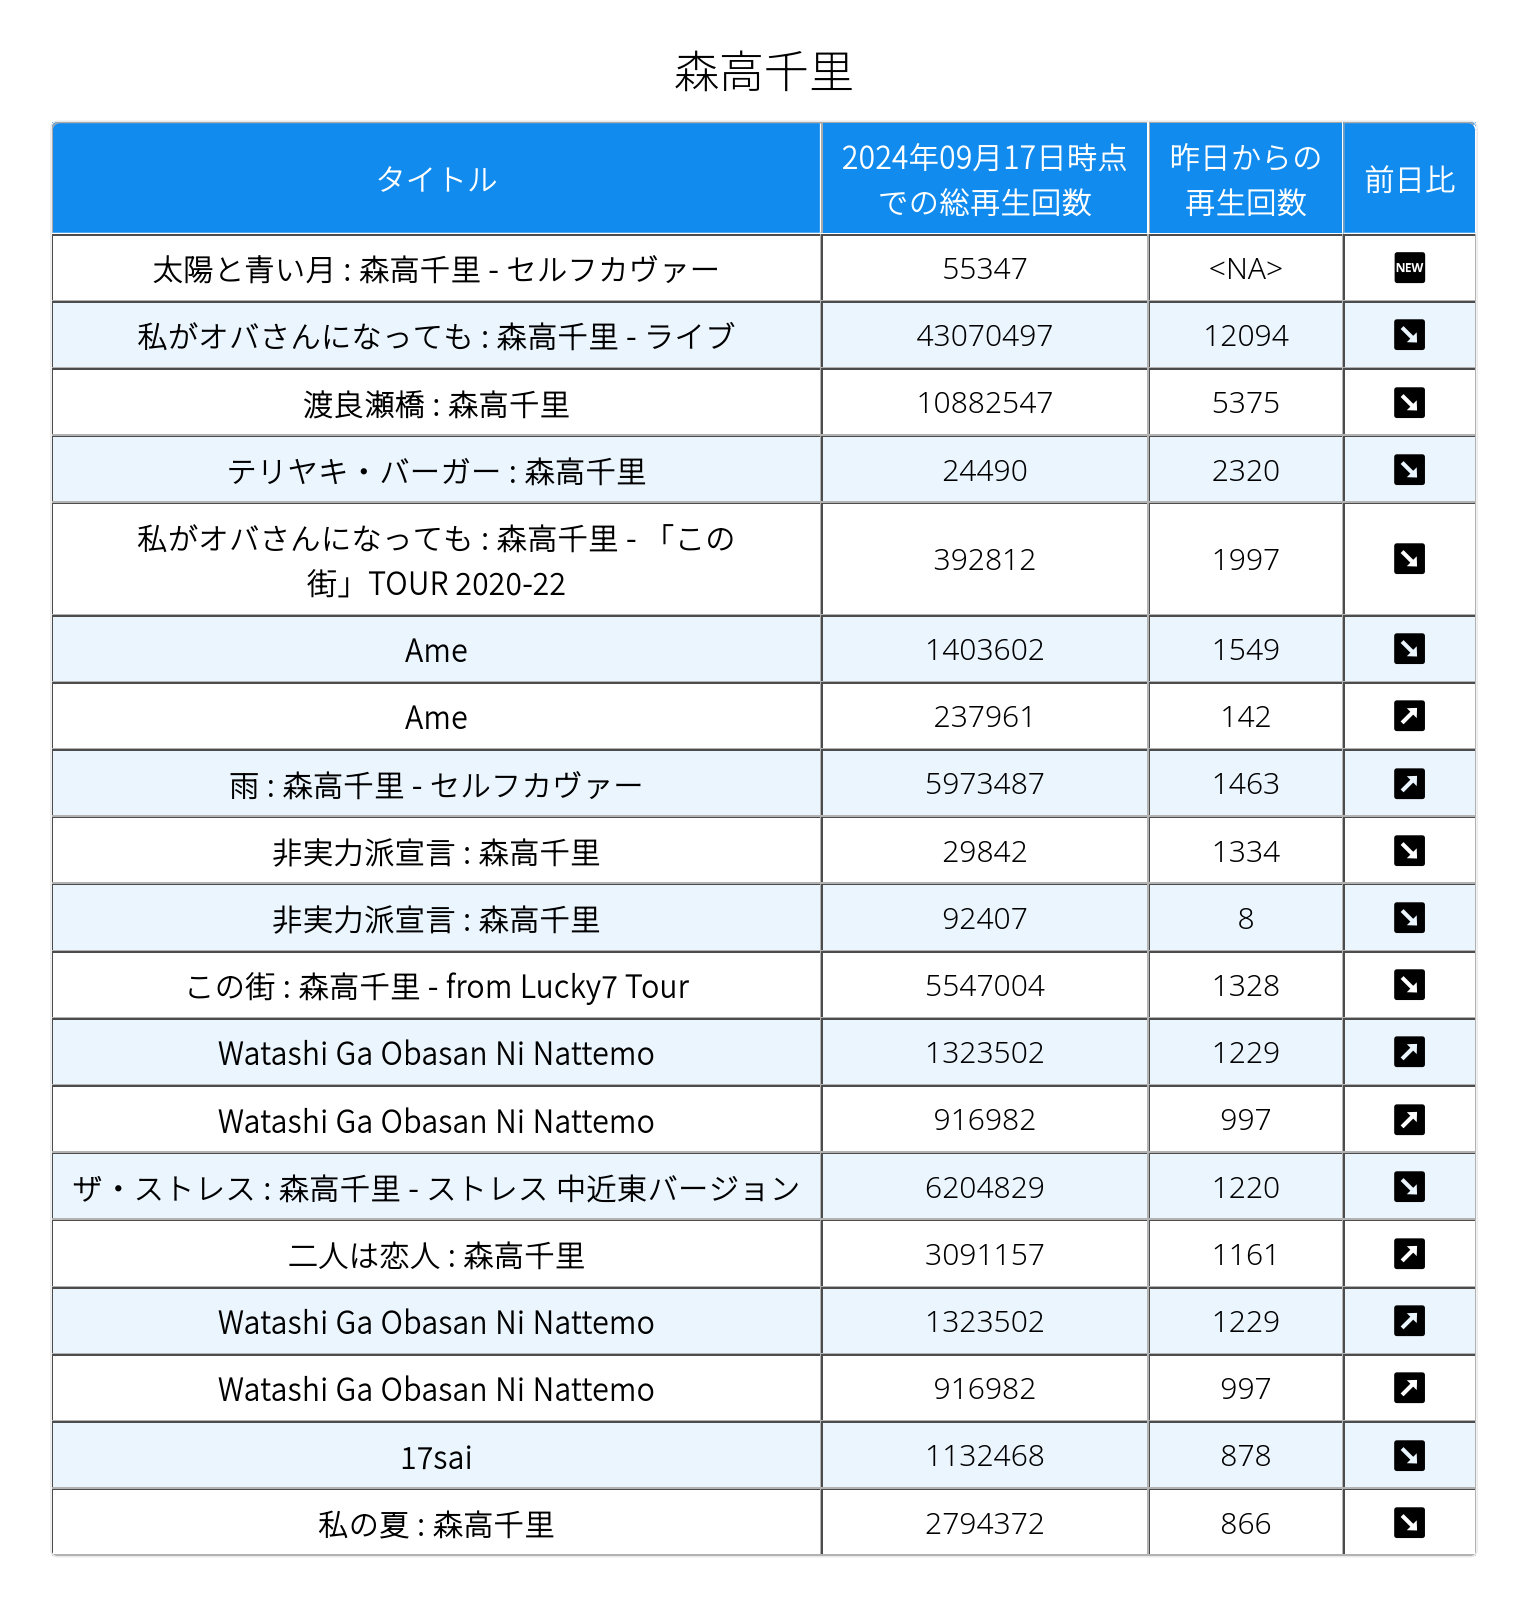 森高千里
タイトル
2024年09月17日時点
での総再生回数
昨日からの
再生回数
前日比
太陽と青い月 : 森高千里 - セルフカヴァー 55347 <NA> NEW
私がオバさんになっても : 森高千里 - ライブ 43070497 12094
渡良瀬橋 : 森高千里 10882547 5375
テリヤキ・バーガー : 森高千里 24490 2320
私がオバさんになっても : 森高千里 - 「この
街」TOUR 2020-22 392812 1997
Ame 1403602 1549
Ame 237961 142
雨 : 森高千里 - セルフカヴァー 5973487 1463
非実力派宣言 : 森高千里 29842 1334
非実力派宣言 : 森高千里 92407 8
この街 : 森高千里 - from Lucky7 Tour 5547004 1328
Watashi Ga Obasan Ni Nattemo 1323502 1229
Watashi Ga Obasan Ni Nattemo 916982 997
ザ・ストレス : 森高千里 - ストレス 中近東バージョン 6204829 1220
二人は恋人 : 森高千里 3091157 1161
Watashi Ga Obasan Ni Nattemo 1323502 1229
Watashi Ga Obasan Ni Nattemo 916982 997
17sai 1132468 878
私の夏 : 森高千里 2794372 866